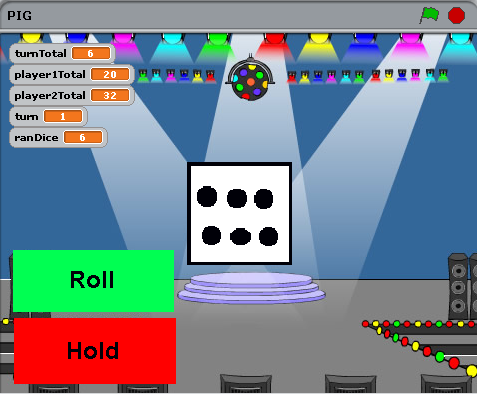 PIG
turnTotal 6
player1Total 20
player2Total 32
turn 1
ranDice 6
Roll
Hold